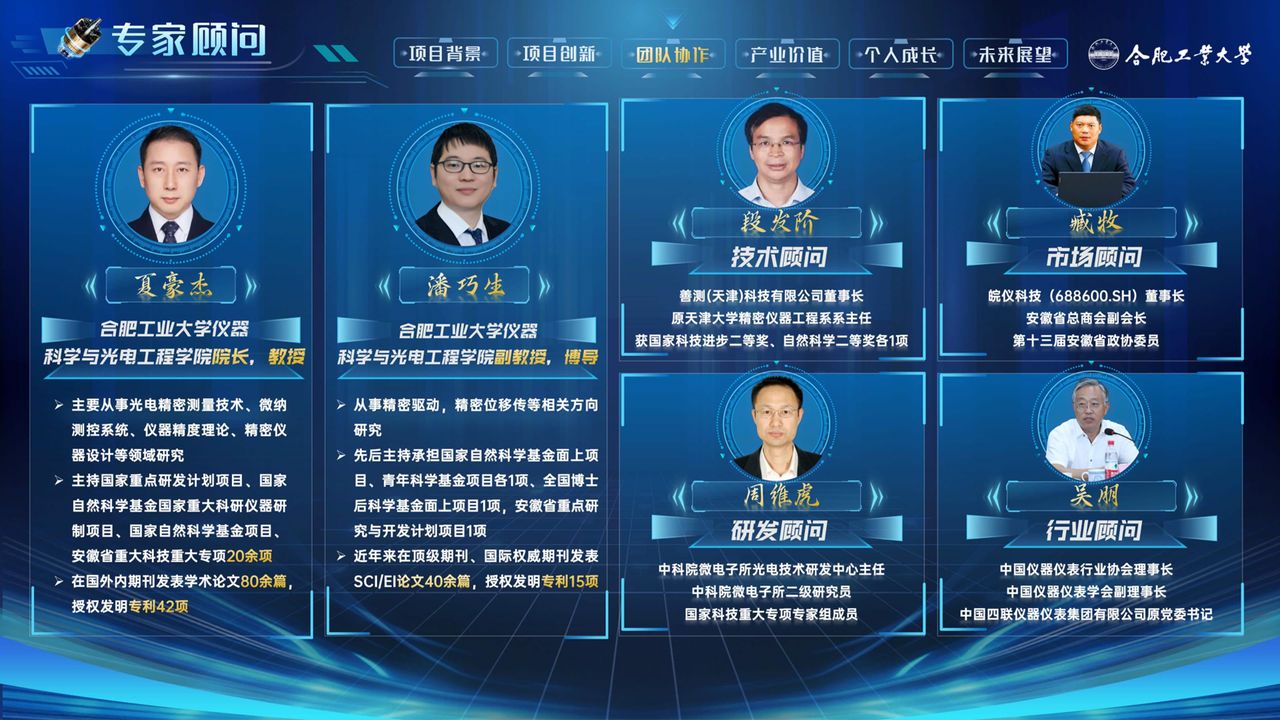 专家顾问
项目背景
项目创新
团队协作
产业价值
个人成长
未来展望
合肥工业大学
夏豪杰
合肥工业大学仪器
科学与光电工程学院院长，教授
主要从事光电精密测量技术、微纳
测控系统、仪器精度理论、精密仪
器设计等领域研究
主持国家重点研发计划项目、国家
自然科学基金国家重大科研仪器研
制项目、国家自然科学基金项目、
安徽省重大科技重大专项20余项
在国内外期刊发表学术论文80余篇，
授权发明专利42项
潘巧生
合肥工业大学仪器
科学与光电工程学院副教授，博导
从事精密驱动，精密位移传等相关方向
研究
先后主持承担国家自然科学基金面上项
目、青年科学基金项目各1项、全国博士
后科学基金面上项目1项，安徽省重点研
究与开发计划项目1项
近年来在顶级期刊、国际权威期刊发表
SCI/EI论文40余篇，授权发明专利15项
段发阶
技术顾问
善测(天津)科技有限公司董事长
原天津大学精密仪器工程系系主任
获国家科技进步二等奖、自然科学二等奖各1项
臧牧
市场顾问
皖仪科技（688600.SH）董事长
安徽省总商会副会长
第十三届安徽省政协委员
周维虎
研发顾问
中科院微电子所光电技术研发中心主任
中科院微电子所二级研究员
国家科技重大专项专家组成员
吴朋
行业顾问
中国仪器仪表行业协会理事长
中国仪器仪表学会副理事长
中国四联仪器仪表集团有限公司原党委书记